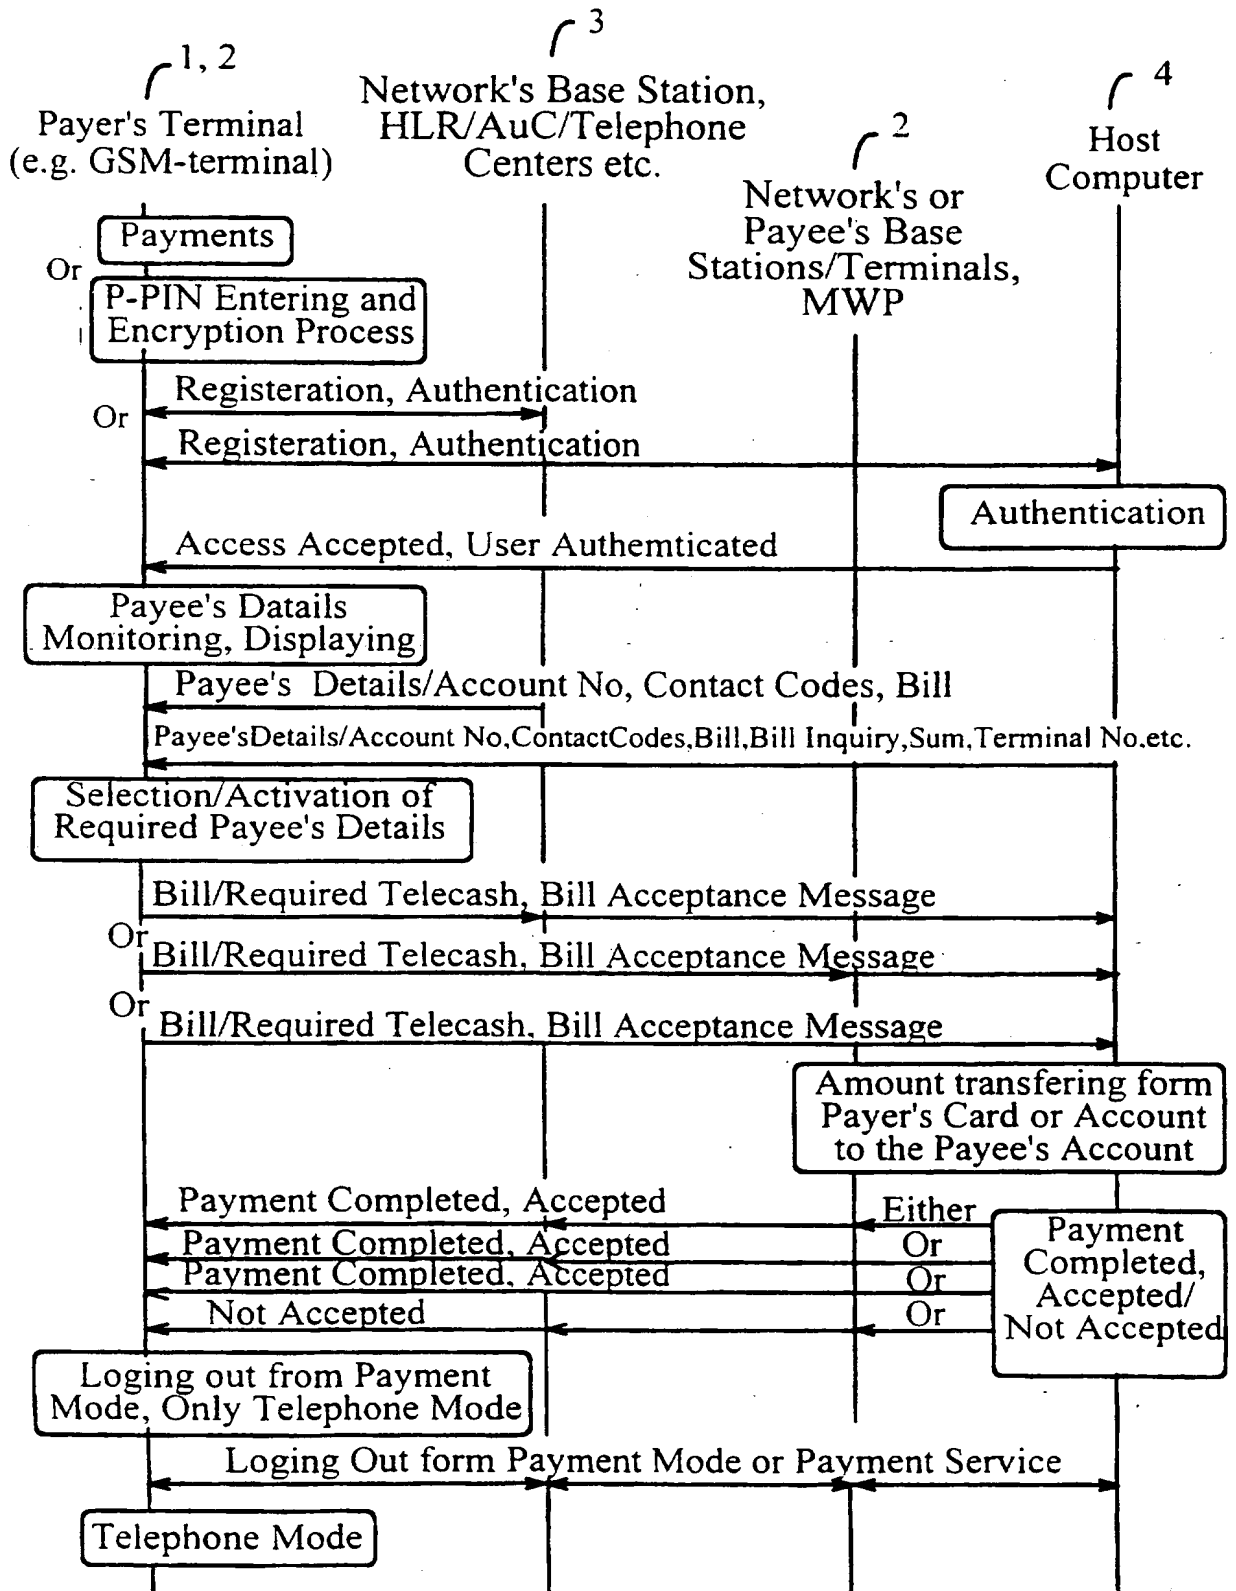 1, 2
3
4
2
Payer's Terminal
(e.g. GSM-terminal)
Network's Base Station,
HLR/AuC/Telephone
Centers etc.
Network's or
Payee's Base
Stations/Terminals,
MWP
Host
Computer
Payments
Or
P-PIN Entering and
Encryption Process
Registeration, Authentication
Or
Registeration, Authentication
Authentication
Access Accepted, User Authemticated
Payee's Datails
Monitoring, Displaying
Payee's Details/Account No, Contact Codes, Bill
Payee'sDetails/Account No,ContactCodes,Bill,Bill Inquiry,Sum,Terminal No.etc.
Selection/Activation of
Required Payee's Details
Bill/Required Telecash, Bill Acceptance Message
Or
Bill/Required Telecash, Bill Acceptance Message
Or
Bill/Required Telecash, Bill Acceptance Message
Amount transfering form
Payer's Card or Account
to the Payee's Account
Payment Completed, Accepted
Either
Payment Completed, Accepted
Or
Payment Completed, Accepted
Or
Not Accepted
Or
Payment
Completed,
Accepted/
Not Accepted
Loging out from Payment
Mode, Only Telephone Mode
Loging Out form Payment Mode or Payment Service
Telephone Mode